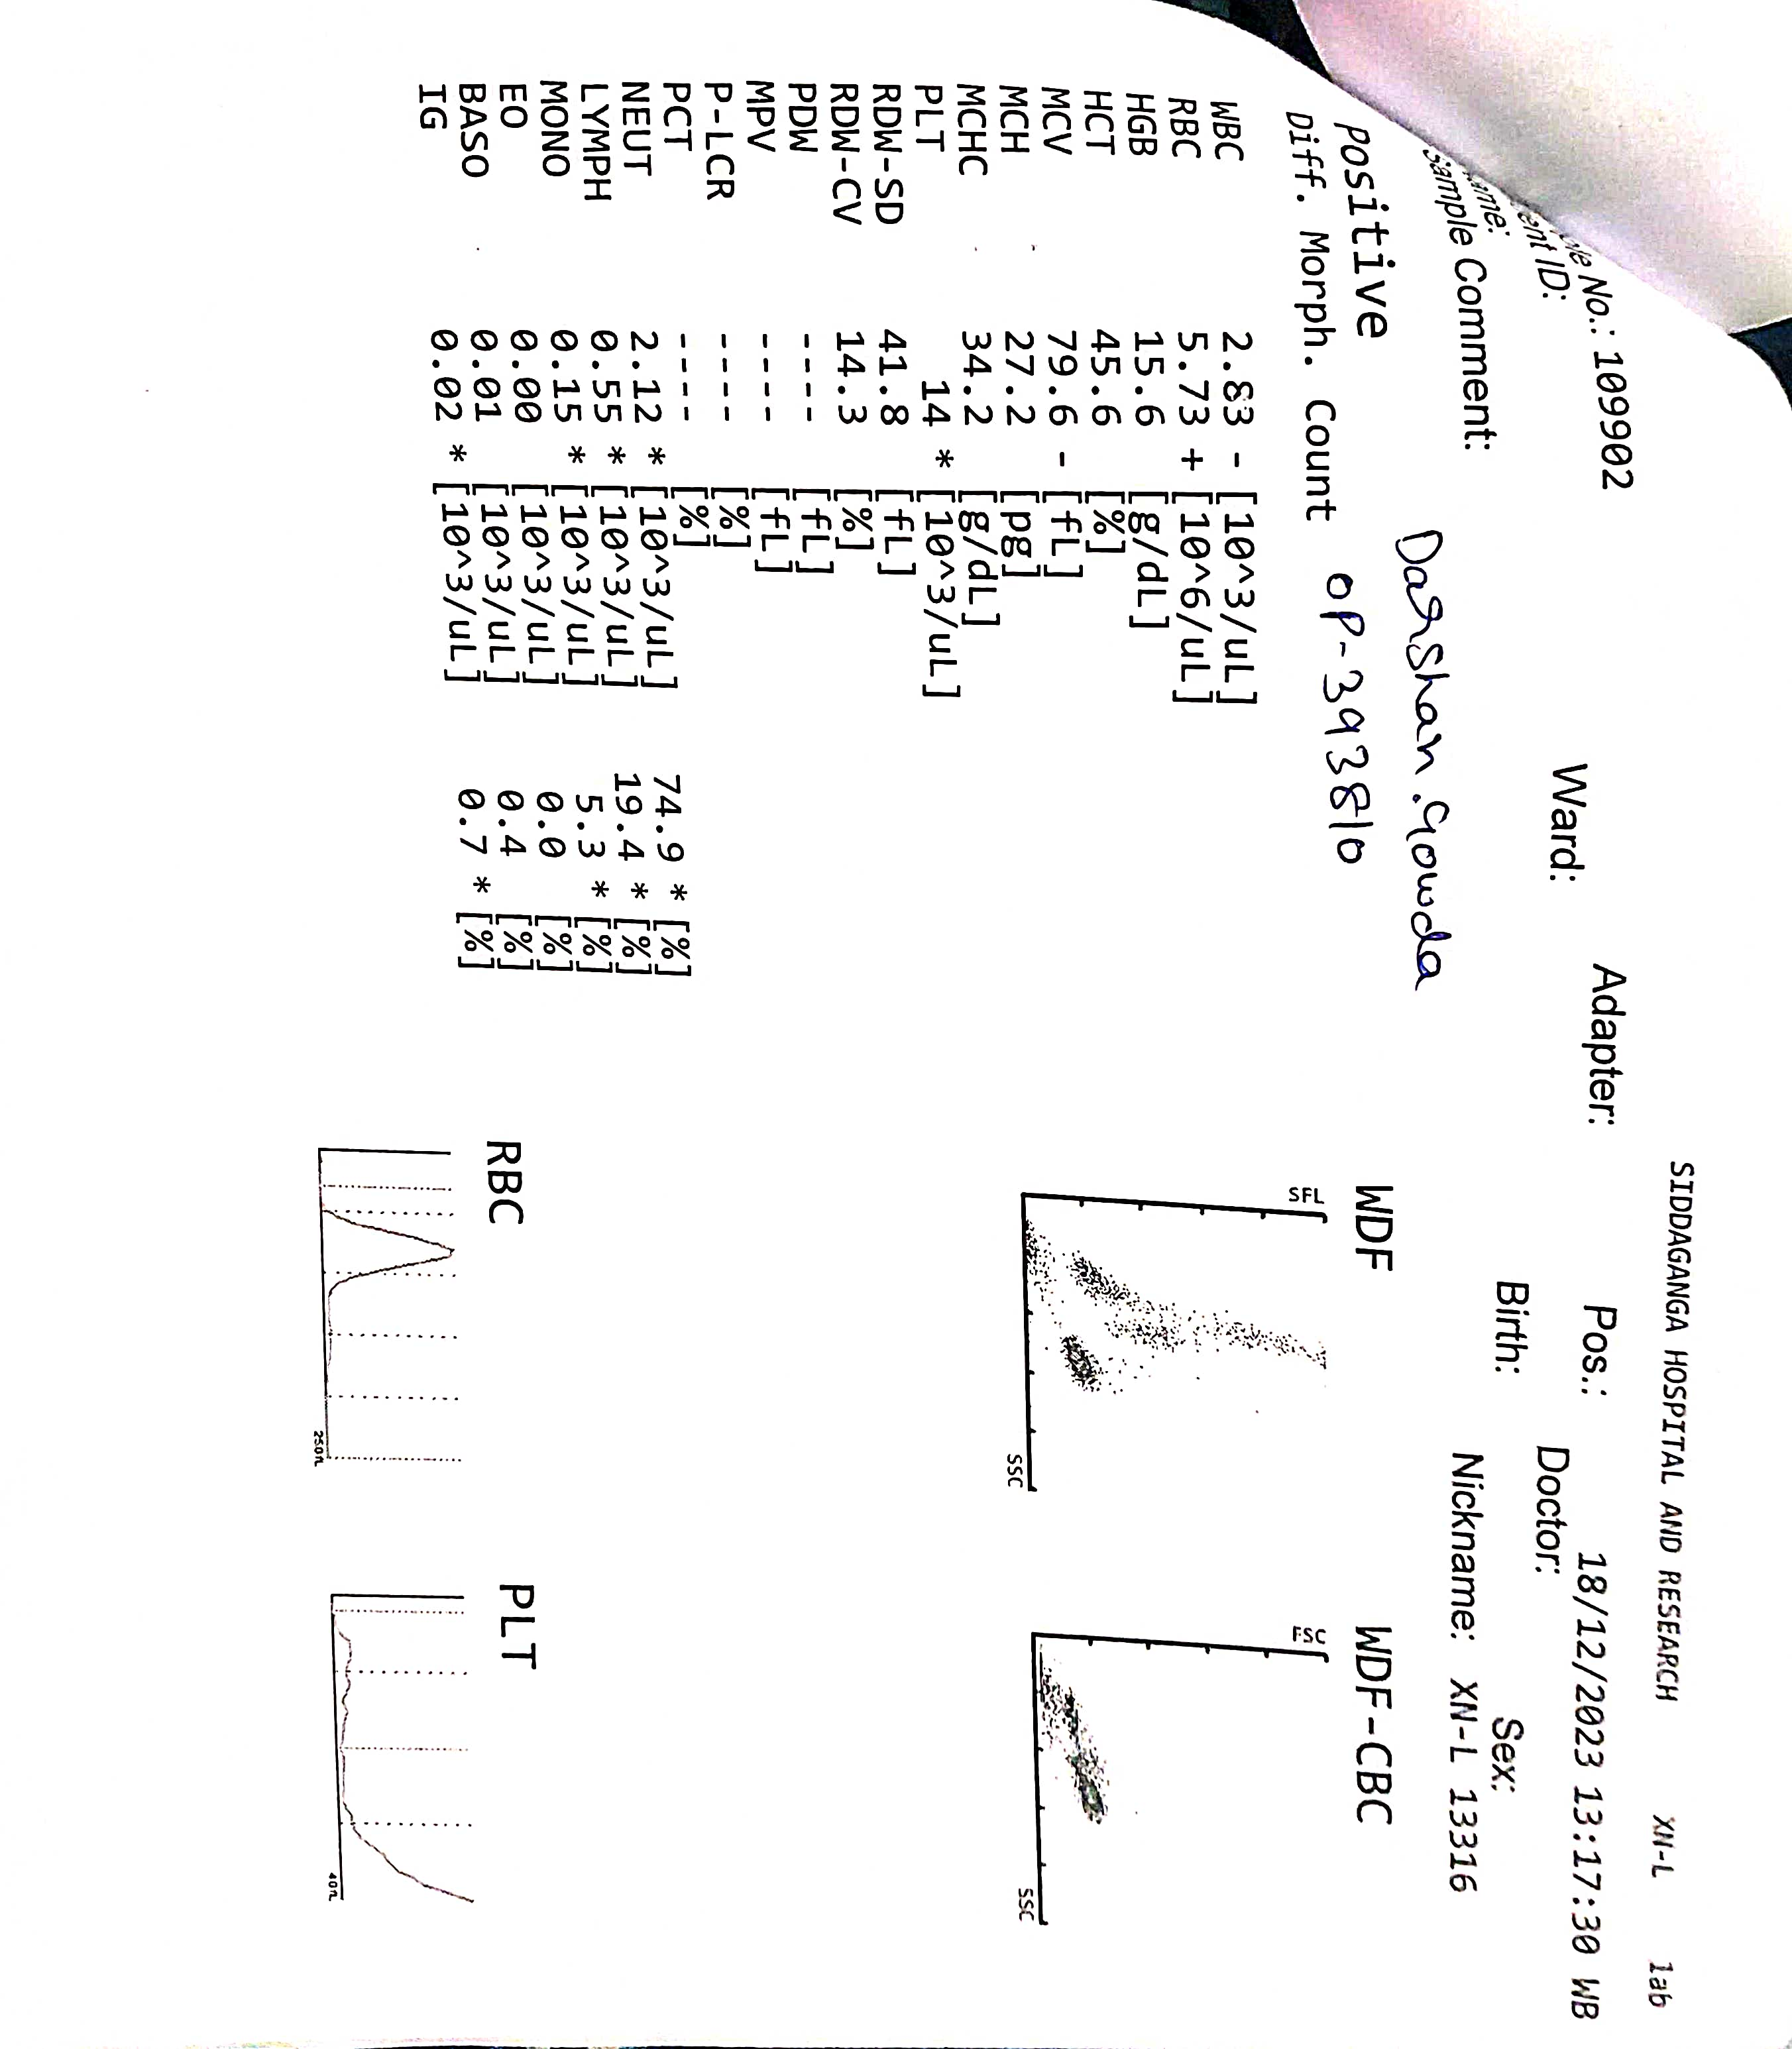 SIDDAGANGA HOSPITAL AND RESEARCH XN-L lab
No.: 109902 Adapter: Pos.: 18/12/2023 13:17:30 WB
ID: Ward: Doctor:
Birth: Sex:
Sample Comment: Nickname: XN-L 13316
Darshan.Gowda
Positive
Diff. Morph. Count OP-393810
WBC 2.83 - [10^3/uL]
RBC 5.73 + [10^6/uL]
HGB 15.6 [g/dL]
HCT 45.6 [%]
MCV 79.6 - [fL]
MCH 27.2 [pg]
MCHC 34.2 [g/dL]
PLT 14 * [10^3/uL]
RDW-SD 41.8 [fL]
RDW-CV 14.3 [%]
PDW ---- [fL]
MPV ---- [fL]
P-LCR ---- [%]
PCT ---- [%]
NEUT 2.12 * [10^3/uL] 74.9 * [%]
LYMPH 0.55 * [10^3/uL] 19.4 * [%]
MONO 0.15 * [10^3/uL] 5.3 * [%]
EO 0.00 [10^3/uL] 0.0 [%]
BASO 0.01 [10^3/uL] 0.4 [%]
IG 0.02 * [10^3/uL] 0.7 * [%]
WDF
SFL
SSC
WDF-CBC
FSC
SSC
RBC
250fL
PLT
40fL